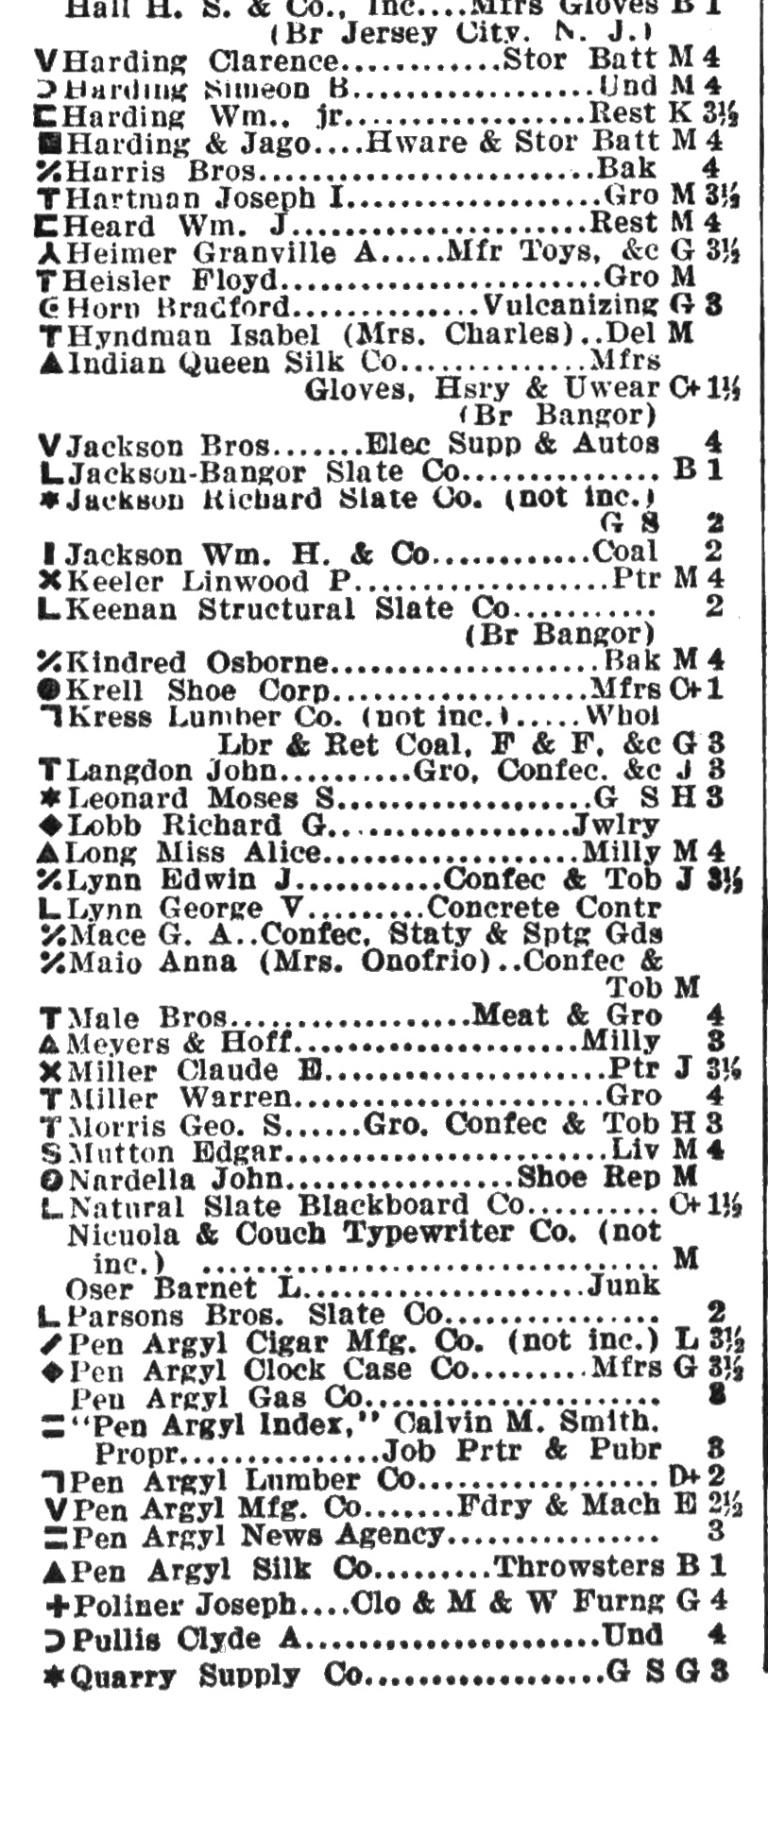 Hall H. S. & Co., Inc....Mfrs Gloves B 1
(Br Jersey City. N. J.)
V Harding Clarence............Stor Batt M 4
Ɔ Harding Simeon B..................Und M 4
⊏ Harding Wm., jr..................Rest K 3½
■ Harding & Jago....Hware & Stor Batt M 4
⁒ Harris Bros.........................Bak 4
T Hartman Joseph I...................Gro M 3½
⊏ Heard Wm. J.......................Rest M 4
⅄ Heimer Granville A.....Mfr Toys, &c G 3½
T Heisler Floyd.........................Gro M
Horn Bradford..............Vulcanizing G 3
T Hyndman Isabel (Mrs. Charles)..Del M
▲ Indian Queen Silk Co...............Mfrs
Gloves, Hsry & Uwear C+ 1½
(Br Bangor)
V Jackson Bros.......Elec Supp & Autos 4
L Jackson-Bangor Slate Co............... B 1
✶ Jackson Richard Slate Co. (not inc.)
G S 2
▌ Jackson Wm. H. & Co............Coal 2
✕ Keeler Linwood P...................Ptr M 4
L Keenan Structural Slate Co........... 2
(Br Bangor)
⁒ Kindred Osborne.....................Bak M 4
● Krell Shoe Corp....................Mfrs C+ 1
ㄱ Kress Lumber Co. (not inc.).....Whol
Lbr & Ret Coal, F & F, &c G 3
T Langdon John..........Gro, Confec. &c J 3
✶ Leonard Moses S...................G S H 3
◆ Lobb Richard G...................Jwlry
▲ Long Miss Alice....................Milly M 4
⁒ Lynn Edwin J...........Confec & Tob J 3½
L Lynn George V.........Concrete Contr
⁒ Mace G. A..Confec, Staty & Sptg Gds
⁒ Maio Anna (Mrs. Onofrio)..Confec &
Tob M
T Male Bros...................Meat & Gro 4
▲ Meyers & Hoff......................Milly 3
✕ Miller Claude E.....................Ptr J 3½
T Miller Warren........................Gro 4
T Morris Geo. S......Gro. Confec & Tob H 3
S Mutton Edgar.........................Liv M 4
Nardella John.................Shoe Rep M
L Natural Slate Blackboard Co.......... C+ 1½
Nicuola & Couch Typewriter Co. (not
inc.) ................................... M
Oser Barnet L......................Junk
L Parsons Bros. Slate Co................ 2
/ Pen Argyl Cigar Mfg. Co. (not inc.) L 3½
◆ Pen Argyl Clock Case Co.........Mfrs G 3½
Pen Argyl Gas Co...................... 3
= "Pen Argyl Index," Calvin M. Smith.
Propr...............Job Prtr & Pubr 3
ㄱ Pen Argyl Lumber Co.................. D+ 2
V Pen Argyl Mfg. Co.......Fdry & Mach E 2½
= Pen Argyl News Agency................ 3
▲ Pen Argyl Silk Co.........Throwsters B 1
+ Poliner Joseph....Clo & M & W Furng G 4
Ɔ Pullis Clyde A......................Und 4
✶ Quarry Supply Co..................G S G 3